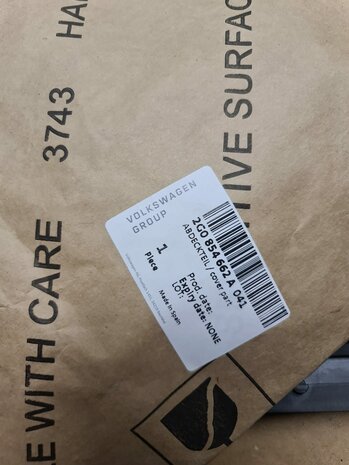 E WITH CARE 3743 HA
TIVE SURFAC
VOLKSWAGEN
GROUP
2G0 854 662 A 041
ABDECKTEIL / cover part
1
Piece
Prod. date:
Expiry date: NONE
LOT:
Made in Spain